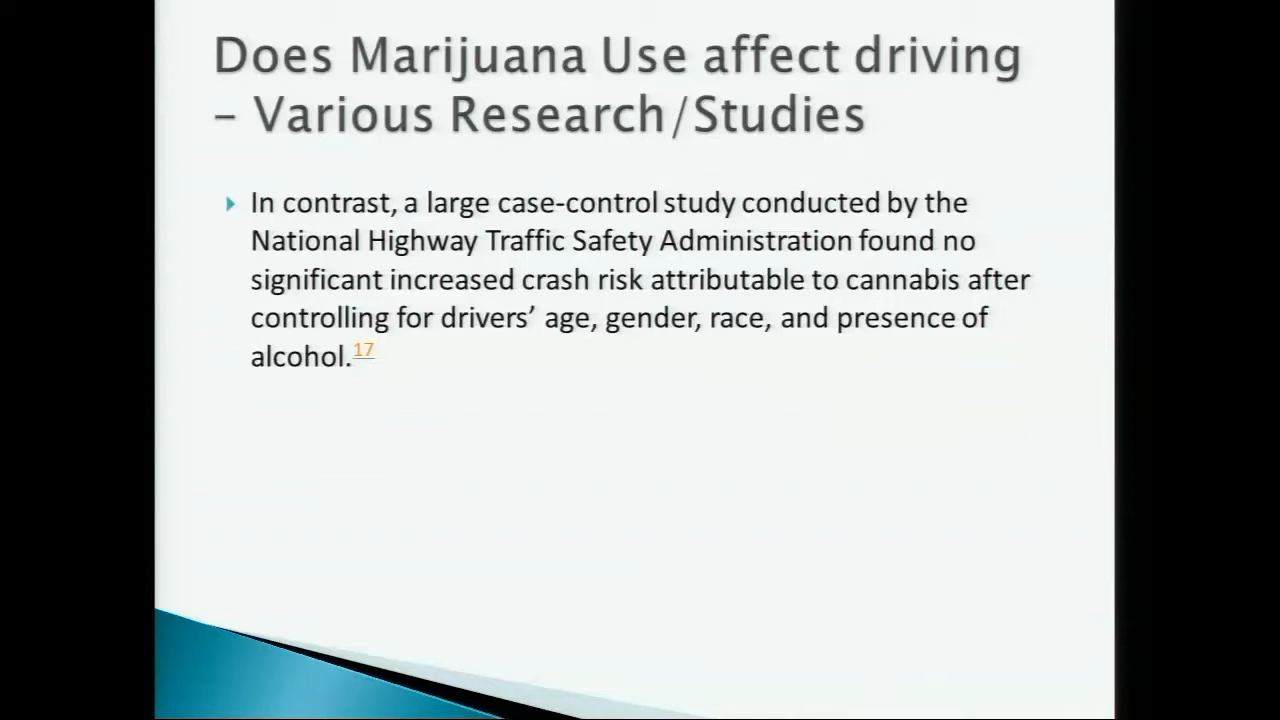 Does Marijuana Use affect driving
– Various Research/Studies
In contrast, a large case-control study conducted by the
National Highway Traffic Safety Administration found no
significant increased crash risk attributable to cannabis after
controlling for drivers’ age, gender, race, and presence of
alcohol.17